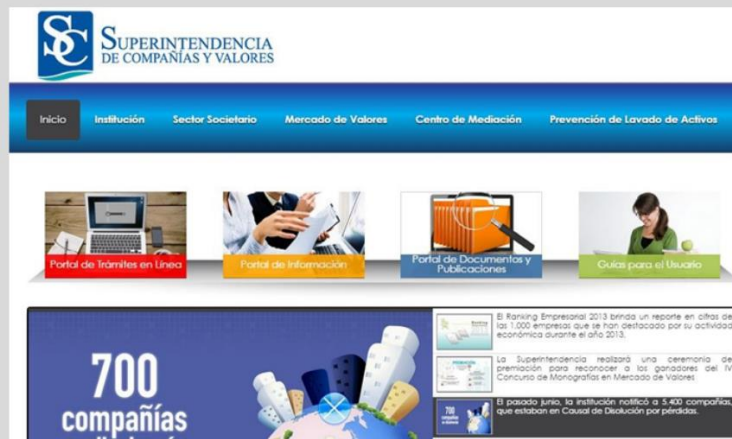 SUPERINTENDENCIA
DE COMPAÑÍAS Y VALORES
Inicio Institución Sector Societario Mercado de Valores Centro de Mediación Prevención de Lavado de Activos
Portal de Trámites en Línea
Portal de Información
Portal de Documentos y
Publicaciones
Guías para el Usuario
700
compañías
El Ranking Empresarial 2013 brinda un reporte en cifras de
las 1.000 empresas que se han destacado por su actividad
económica durante el año 2013.
La Superintendencia realizará una ceremonia de
premiación para reconocer a los ganadores del IV
Concurso de Monografías en Mercado de Valores
El pasado junio, la institución notificó a 5.400 compañías,
que estaban en Causal de Disolución por pérdidas.